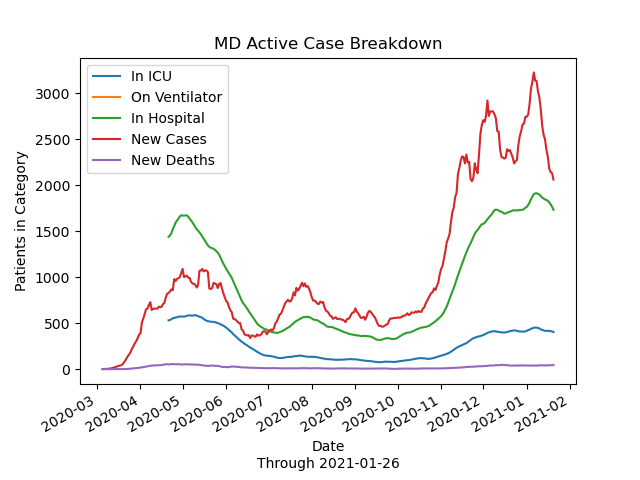 MD Active Case Breakdown
In ICU
On Ventilator
In Hospital
New Cases
New Deaths
Patients in Category
3000
2500
2000
1500
1000
500
0
2020-03
2020-04
2020-05
2020-06
2020-07
2020-08
2020-09
2020-10
2020-11
2020-12
2021-01
2021-02
Date
Through 2021-01-26